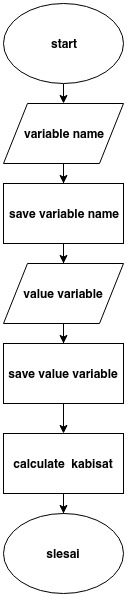 start
variable name
save variable name
value variable
save value variable
calculate kabisat
slesai